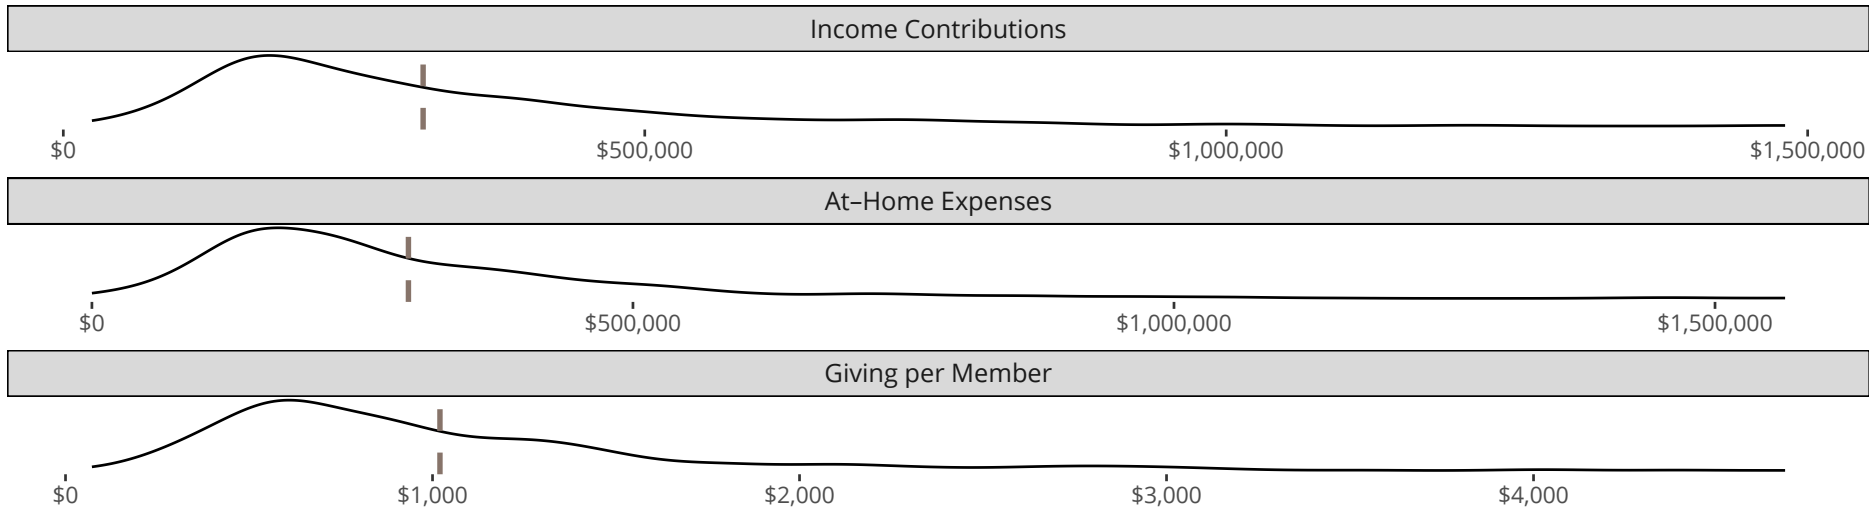 Income Contributions
$0 $500,000 $1,000,000 $1,500,000
At–Home Expenses
$0 $500,000 $1,000,000 $1,500,000
Giving per Member
$0 $1,000 $2,000 $3,000 $4,000